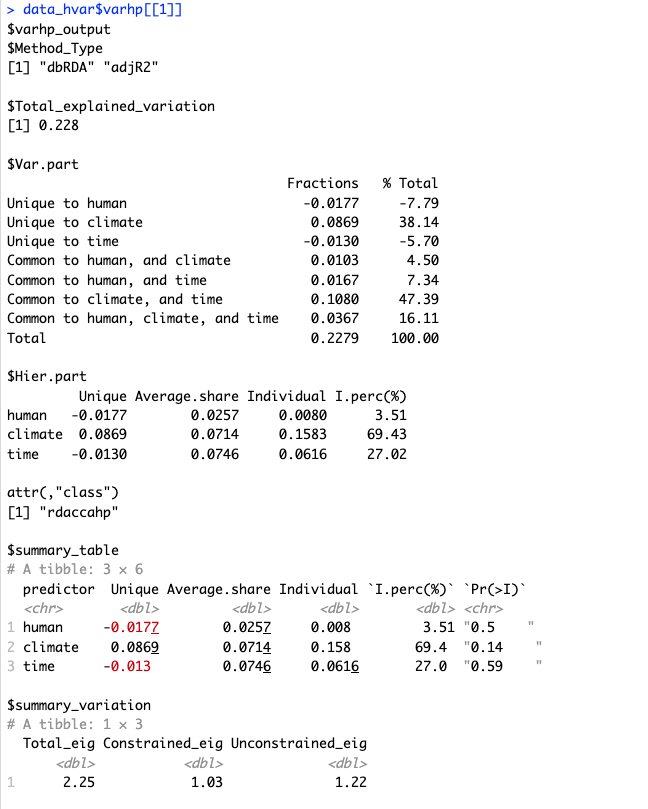 > data_hvar$varhp[[1]]
$varhp_output
$Method_Type
[1] "dbRDA" "adjR2"
$Total_explained_variation
[1] 0.228
$Var.part
Fractions % Total
Unique to human -0.0177 -7.79
Unique to climate 0.0869 38.14
Unique to time -0.0130 -5.70
Common to human, and climate 0.0103 4.50
Common to human, and time 0.0167 7.34
Common to climate, and time 0.1080 47.39
Common to human, climate, and time 0.0367 16.11
Total 0.2279 100.00
$Hier.part
Unique Average.share Individual I.perc(%)
human -0.0177 0.0257 0.0080 3.51
climate 0.0869 0.0714 0.1583 69.43
time -0.0130 0.0746 0.0616 27.02
attr(,"class")
[1] "rdaccahp"
$summary_table
# A tibble: 3 × 6
predictor Unique Average.share Individual `I.perc(%)` `Pr(>I)`
<chr> <dbl> <dbl> <dbl> <dbl> <chr>
1 human -0.0177 0.0257 0.008 3.51 "0.5 "
2 climate 0.0869 0.0714 0.158 69.4 "0.14 "
3 time -0.013 0.0746 0.0616 27.0 "0.59 "
$summary_variation
# A tibble: 1 × 3
Total_eig Constrained_eig Unconstrained_eig
<dbl> <dbl> <dbl>
1 2.25 1.03 1.22